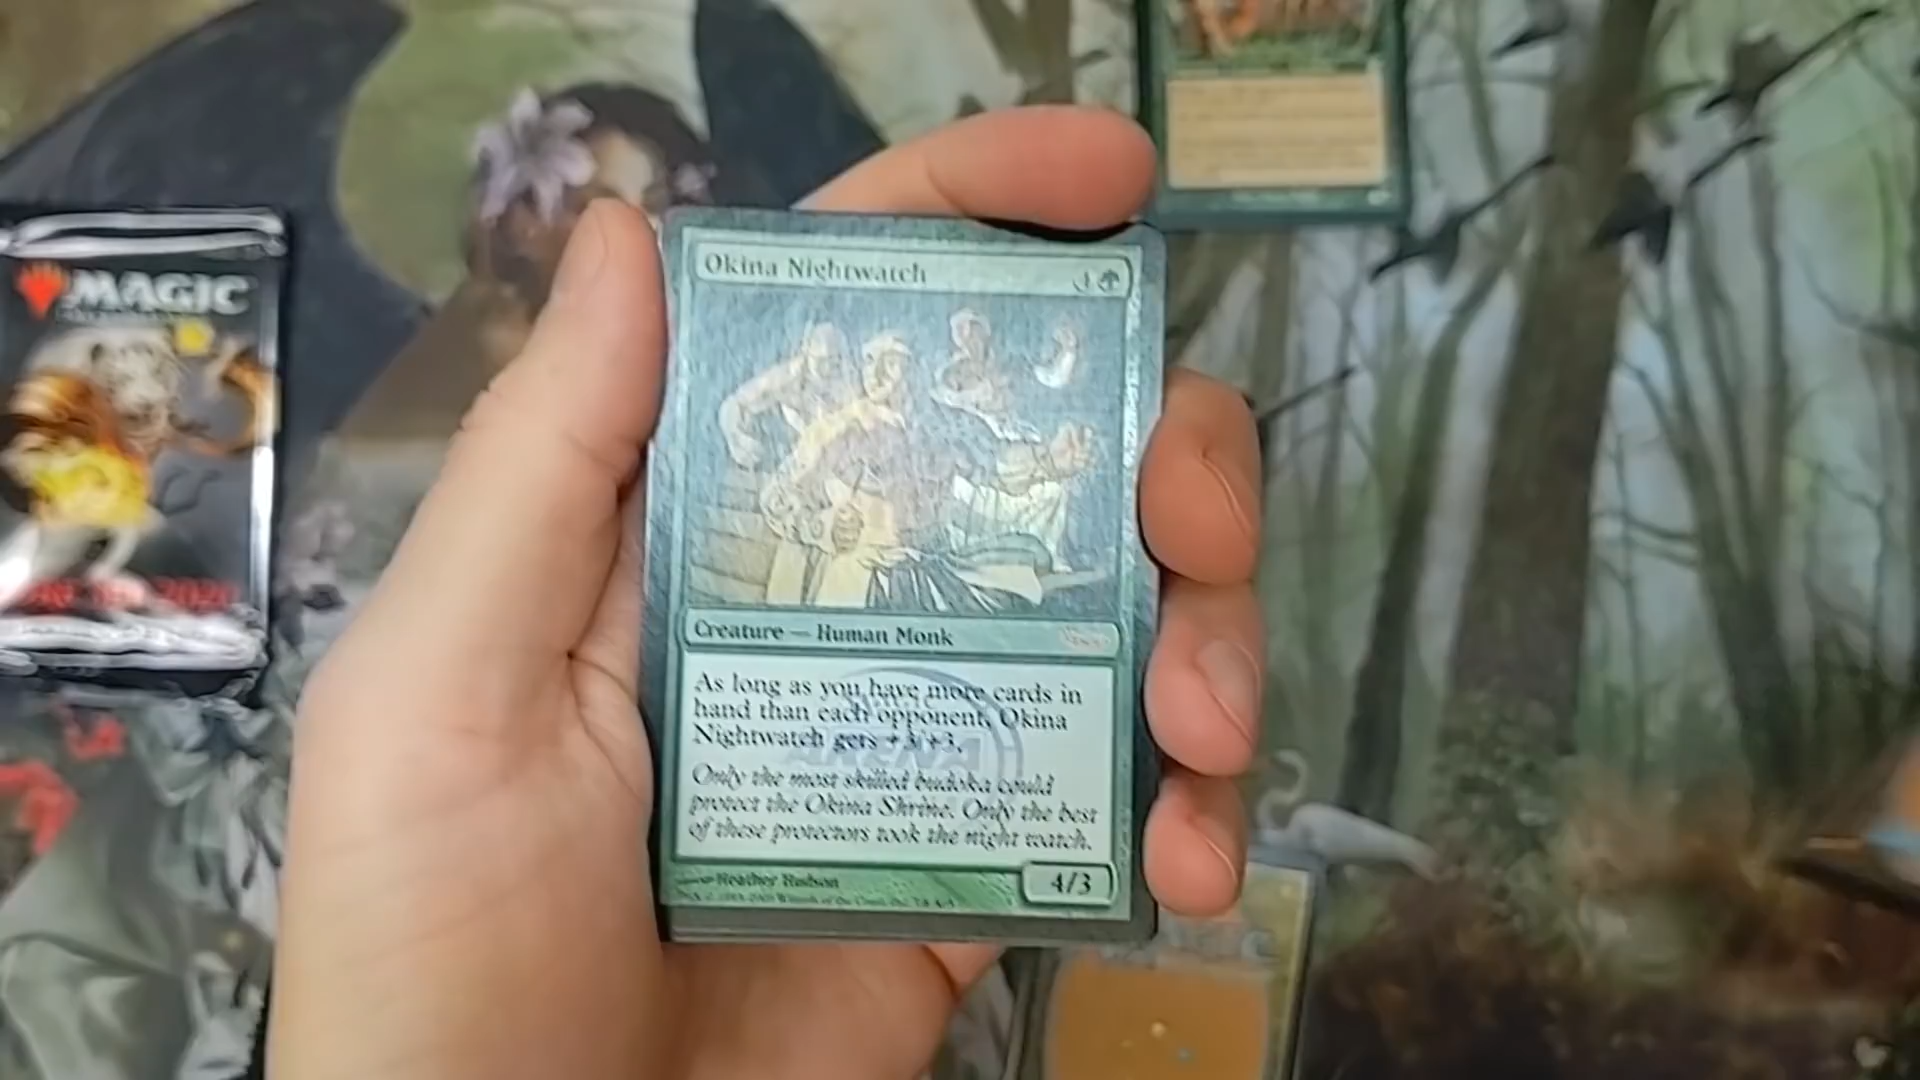 MAGIC
Okina Nightwatch
4
Creature — Human Monk
As long as you have more cards in
hand than each opponent, Okina
Nightwatch gets +3/+3.
ARENA
Only the most skilled budoka could
protect the Okina Shrine. Only the best
of these protectors took the night watch.
Heather Hudson
4/3